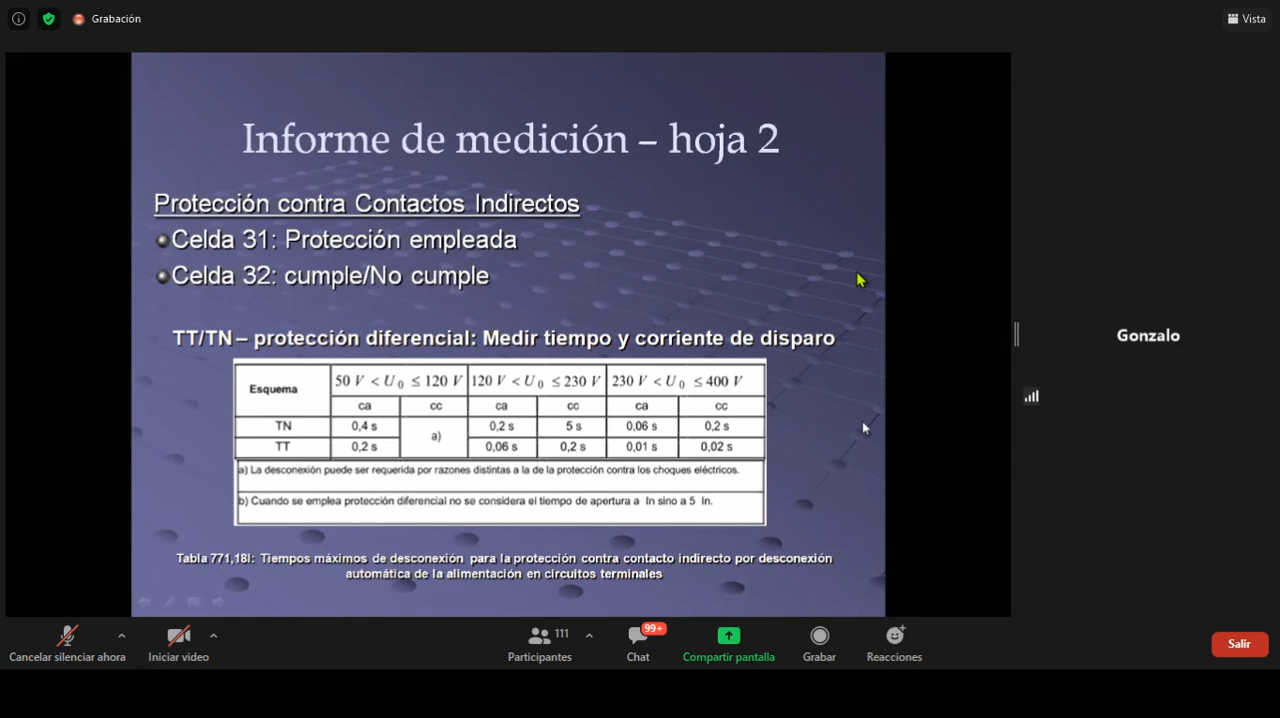 Grabación
Vista
Informe de medición – hoja 2
Protección contra Contactos Indirectos
Celda 31: Protección empleada
Celda 32: cumple/No cumple
TT/TN – protección diferencial: Medir tiempo y corriente de disparo
Esquema 50 V < U0 ≤ 120 V 120 V < U0 ≤ 230 V 230 V < U0 ≤ 400 V
ca cc ca cc ca cc
TN 0,4 s a) 0,2 s 5 s 0,06 s 0,2 s
TT 0,2 s 0,06 s 0,2 s 0,01 s 0,02 s
a) La desconexión puede ser requerida por razones distintas a la de la protección contra los choques eléctricos.
b) Cuando se emplea protección diferencial no se considera el tiempo de apertura a In sino a 5 In.
Tabla 771,18I: Tiempos máximos de desconexión para la protección contra contacto indirecto por desconexión
automática de la alimentación en circuitos terminales
Gonzalo
Cancelar silenciar ahora
Iniciar video
111
Participantes
99+
Chat
Compartir pantalla
Grabar
Reacciones
Salir